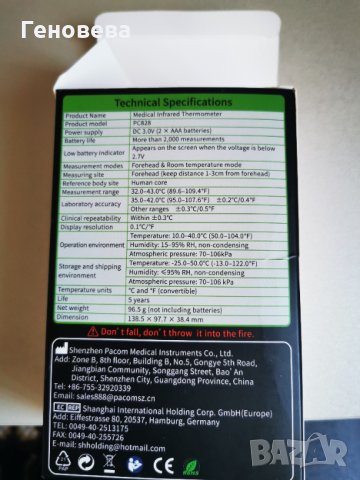 Геновева
Technical Specifications
Product Name Medical Infrared Thermometer
Product model PC828
Power supply DC 3.0V (2 × AAA batteries)
Battery life More than 2,000 measurements
Low battery indicator Appears on the screen when the voltage is below
2.7V
Measurement modes Forehead & Room temperature mode
Measuring site Forehead (keep distance 1-3cm from forehead)
Reference body site Human core
Measurement range 32.0-43.0°C (89.6-109.4°F)
Laboratory accuracy 35.0-42.0°C (95.0-107.6°F) ±0.2°C/0.4°F
Other ranges ±0.3°C/0.5°F
Clinical repeatability Within ±0.3°C
Display resolution 0.1°C/°F
Operation environment Temperature: 10.0-40.0°C (50.0-104.0°F)
Humidity: 15-95% RH, non-condensing
Atmospheric pressure: 70-106kPa
Storage and shipping environment Temperature: -25.0-50.0°C (-13.0-122.0°F)
Humidity: ≤95% RH, non-condensing
Atmospheric pressure: 70-106 kPa
Temperature units °C and °F (convertible)
Life 5 years
Net weight 96.5 g (not including batteries)
Dimension 138.5 × 97.7 × 38.4 mm
Don't fall, don't throw it into the fire.
Shenzhen Pacom Medical Instruments Co., Ltd.
Add: Zone B, 8th floor, Building B, No.5, Gongye 5th Road,
Jiangbian Community, Songgang Street, Bao'An
District, Shenzhen City, Guangdong Province, China
Tel: +86-755-32920339
Email: sales888@pacomsz.com
EC REP Shanghai International Holding Corp. GmbH(Europe)
Add: Eiffestrasse 80, 20537, Hamburg, Germany
Tel: 0049-40-2513175
Fax: 0049-40-255726
Email: shholding@hotmail.com
PAP
CE
RoHS
BAZAR